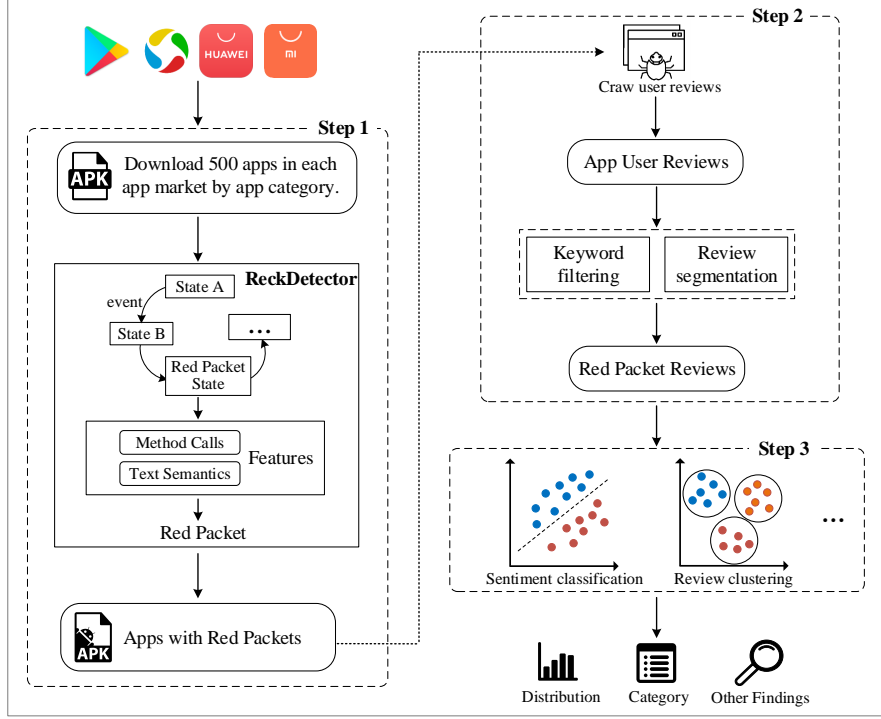 HUAWEI
mi
Step 1
APK
Download 500 apps in each
app market by app category.
ReckDetector
State A
event
State B
...
Red Packet
State
Method Calls
Text Semantics
Features
Red Packet
APK
Apps with Red Packets
Step 2
Craw user reviews
App User Reviews
Keyword
filtering
Review
segmentation
Red Packet Reviews
Step 3
Sentiment classification
Review clustering
...
Distribution
Category
Other Findings